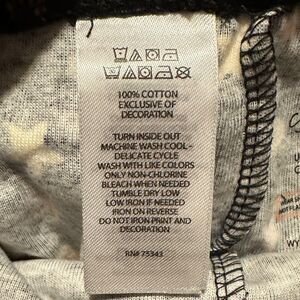 100% COTTON
EXCLUSIVE OF
DECORATION
TURN INSIDE OUT
MACHINE WASH COOL -
DELICATE CYCLE
WASH WITH LIKE COLORS
ONLY NON-CHLORINE
BLEACH WHEN NEEDED
TUMBLE DRY LOW
LOW IRON IF NEEDED
IRON ON REVERSE
DO NOT IRON PRINT AND
DECORATION
RN# 75343